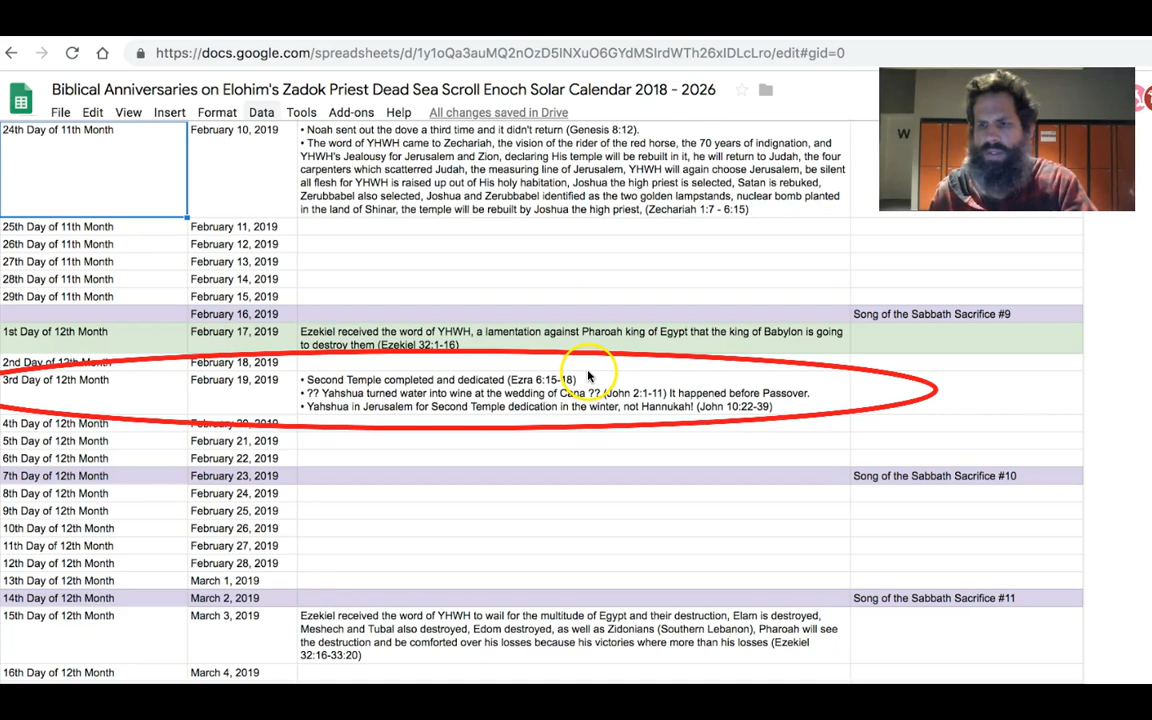 https://docs.google.com/spreadsheets/d/1y1oQa3auMQ2nOzD5INXuO6GYdMSlrdWTh26xIDLcLro/edit#gid=0
Biblical Anniversaries on Elohim's Zadok Priest Dead Sea Scroll Enoch Solar Calendar 2018 - 2026
File Edit View Insert Format Data Tools Add-ons Help All changes saved in Drive
W
24th Day of 11th Month February 10, 2019 • Noah sent out the dove a third time and it didn't return (Genesis 8:12).
• The word of YHWH came to Zechariah, the vision of the rider of the red horse, the 70 years of indignation, and
YHWH's Jealousy for Jerusalem and Zion, declaring His temple will be rebuilt in it, he will return to Judah, the four
carpenters which scattered Judah, the measuring line of Jerusalem, YHWH will again choose Jerusalem, be silent
all flesh for YHWH is raised up out of His holy habitation, Joshua the high priest is selected, Satan is rebuked,
Zerubbabel also selected, Joshua and Zerubbabel identified as the two golden lampstands, nuclear bomb planted
in the land of Shinar, the temple will be rebuilt by Joshua the high priest, (Zechariah 1:7 - 6:15)
25th Day of 11th Month February 11, 2019
26th Day of 11th Month February 12, 2019
27th Day of 11th Month February 13, 2019
28th Day of 11th Month February 14, 2019
29th Day of 11th Month February 15, 2019
February 16, 2019 Song of the Sabbath Sacrifice #9
1st Day of 12th Month February 17, 2019 Ezekiel received the word of YHWH, a lamentation against Pharoah king of Egypt that the king of Babylon is going
to destroy them (Ezekiel 32:1-16)
2nd Day of 12th Month February 18, 2019
3rd Day of 12th Month February 19, 2019 • Second Temple completed and dedicated (Ezra 6:15-18)
• ?? Yahshua turned water into wine at the wedding of Cana ?? (John 2:1-11) It happened before Passover.
• Yahshua in Jerusalem for Second Temple dedication in the winter, not Hannukah! (John 10:22-39)
4th Day of 12th Month February 20, 2019
5th Day of 12th Month February 21, 2019
6th Day of 12th Month February 22, 2019
7th Day of 12th Month February 23, 2019 Song of the Sabbath Sacrifice #10
8th Day of 12th Month February 24, 2019
9th Day of 12th Month February 25, 2019
10th Day of 12th Month February 26, 2019
11th Day of 12th Month February 27, 2019
12th Day of 12th Month February 28, 2019
13th Day of 12th Month March 1, 2019
14th Day of 12th Month March 2, 2019 Song of the Sabbath Sacrifice #11
15th Day of 12th Month March 3, 2019 Ezekiel received the word of YHWH to wail for the multitude of Egypt and their destruction, Elam is destroyed,
Meshech and Tubal also destroyed, Edom destroyed, as well as Zidonians (Southern Lebanon), Pharoah will see
the destruction and be comforted over his losses because his victories where more than his losses (Ezekiel
32:16-33:20)
16th Day of 12th Month March 4, 2019